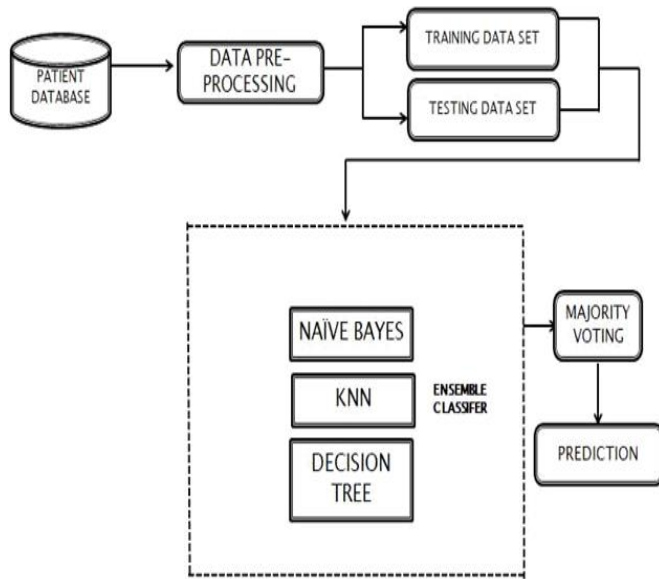 PATIENT
DATABASE
DATA PRE-
PROCESSING
TRAINING DATA SET
TESTING DATA SET
NAÏVE BAYES
KNN
DECISION
TREE
ENSEMBLE
CLASSIFER
MAJORITY
VOTING
PREDICTION